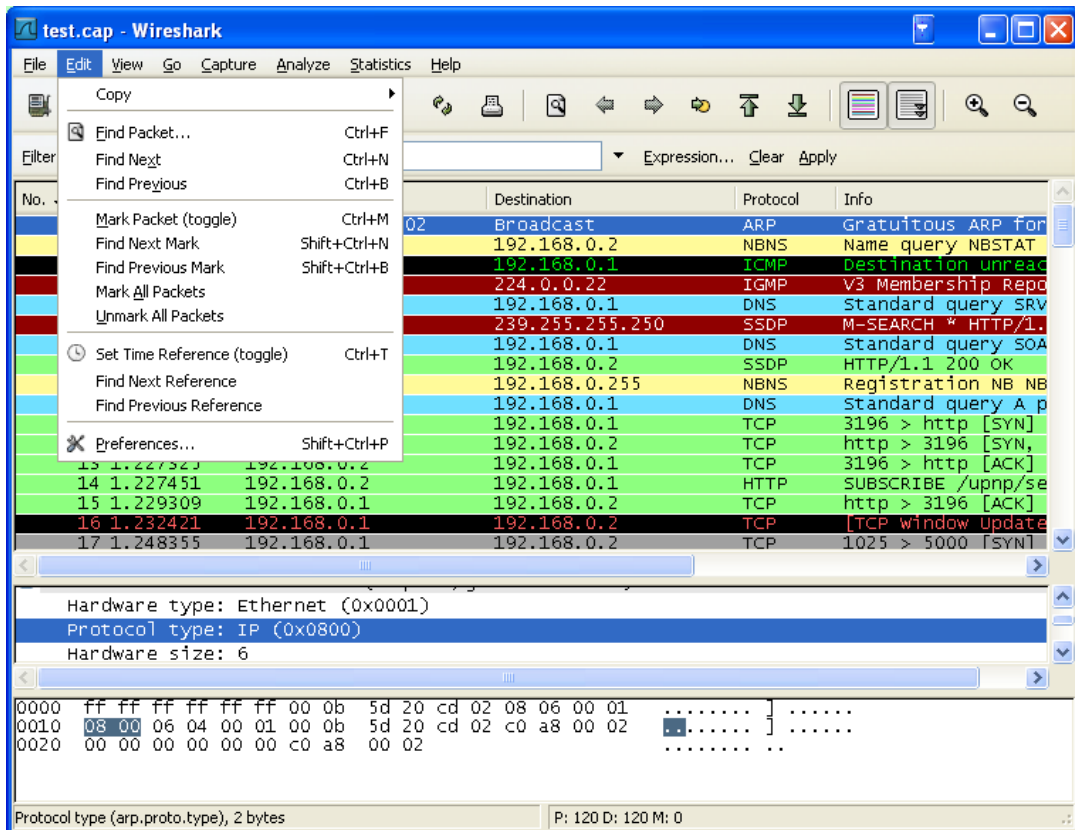 test.cap - Wireshark
File Edit View Go Capture Analyze Statistics Help
Copy
Find Packet... Ctrl+F
Find Next Ctrl+N
Find Previous Ctrl+B
Mark Packet (toggle) Ctrl+M
Find Next Mark Shift+Ctrl+N
Find Previous Mark Shift+Ctrl+B
Mark All Packets
Unmark All Packets
Set Time Reference (toggle) Ctrl+T
Find Next Reference
Find Previous Reference
Preferences... Shift+Ctrl+P
Filter Expression... Clear Apply
No. Destination Protocol Info
02 Broadcast ARP Gratuitous ARP for
192.168.0.2 NBNS Name query NBSTAT
192.168.0.1 ICMP Destination unreac
224.0.0.22 IGMP V3 Membership Repo
192.168.0.1 DNS Standard query SRV
239.255.255.250 SSDP M-SEARCH * HTTP/1.
192.168.0.1 DNS Standard query SOA
192.168.0.2 SSDP HTTP/1.1 200 OK
192.168.0.255 NBNS Registration NB NB
192.168.0.1 DNS Standard query A p
192.168.0.1 TCP 3196 > http [SYN]
192.168.0.2 TCP http > 3196 [SYN,
13 1.227325 192.168.0.2 192.168.0.1 TCP 3196 > http [ACK]
14 1.227451 192.168.0.2 192.168.0.1 HTTP SUBSCRIBE /upnp/se
15 1.229309 192.168.0.1 192.168.0.2 TCP http > 3196 [ACK]
16 1.232421 192.168.0.1 192.168.0.2 TCP [TCP Window Update
17 1.248355 192.168.0.1 192.168.0.2 TCP 1025 > 5000 [SYN]
Hardware type: Ethernet (0x0001)
Protocol type: IP (0x0800)
Hardware size: 6
0000 ff ff ff ff ff ff 00 0b 5d 20 cd 02 08 06 00 01 ........ ] ......
0010 08 00 06 04 00 01 00 0b 5d 20 cd 02 c0 a8 00 02 ........ ] ......
0020 00 00 00 00 00 00 c0 a8 00 02 ........ ..
Protocol type (arp.proto.type), 2 bytes P: 120 D: 120 M: 0